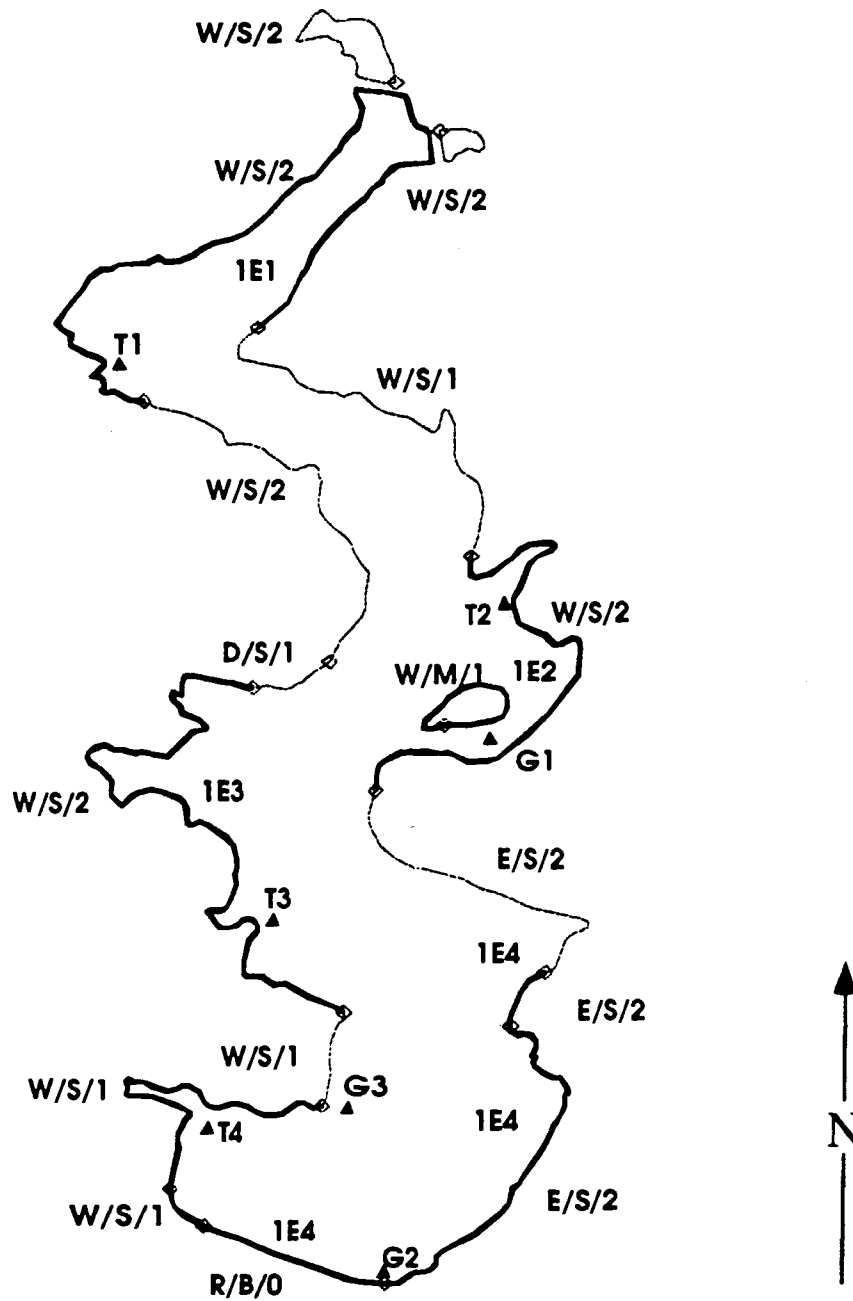 W/S/2
W/S/2
W/S/2
1E1
T1
W/S/1
W/S/2
T2
W/S/2
D/S/1
W/M/1
1E2
G1
1E3
W/S/2
E/S/2
T3
1E4
E/S/2
W/S/1
W/S/1
G3
1E4
T4
N
W/S/1
E/S/2
1E4
G2
R/B/0